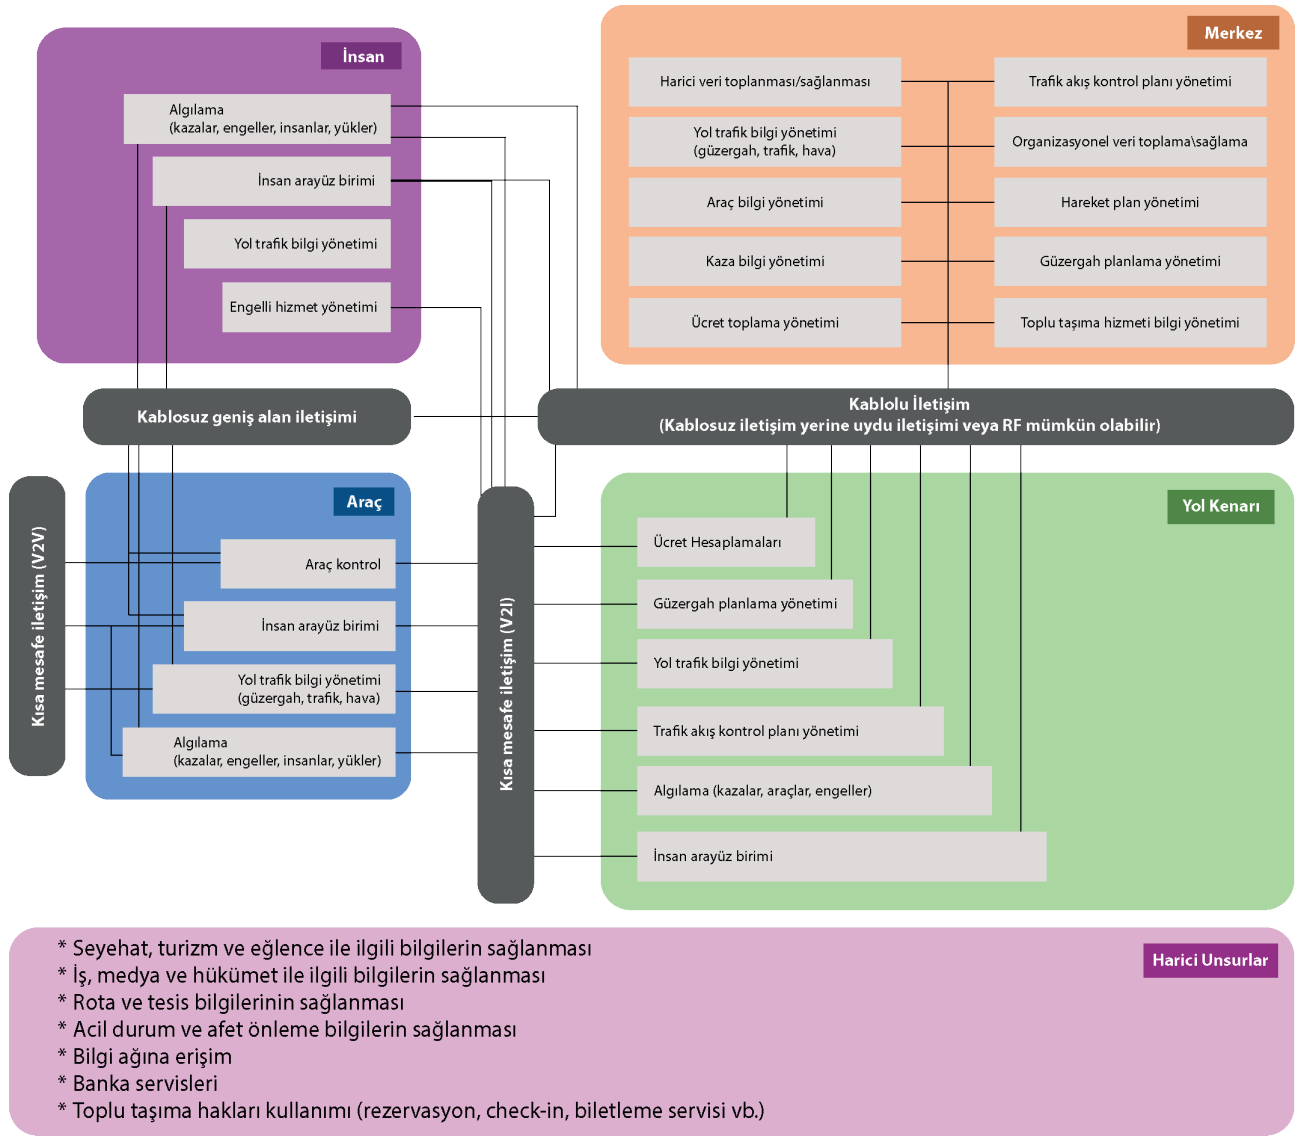 İnsan
Algılama
(kazalar, engeller, insanlar, yükler)
İnsan arayüz birimi
Yol trafik bilgi yönetimi
Engelli hizmet yönetimi
Merkez
Harici veri toplanması/sağlanması
Trafik akış kontrol planı yönetimi
Yol trafik bilgi yönetimi
(güzergah, trafik, hava)
Organizasyonel veri toplama\sağlama
Araç bilgi yönetimi
Hareket plan yönetimi
Kaza bilgi yönetimi
Güzergah planlama yönetimi
Ücret toplama yönetimi
Toplu taşıma hizmeti bilgi yönetimi
Kablosuz geniş alan iletişimi
Kablolu İletişim
(Kablosuz iletişim yerine uydu iletişimi veya RF mümkün olabilir)
Kısa mesafe iletişim (V2V)
Araç
Araç kontrol
İnsan arayüz birimi
Yol trafik bilgi yönetimi
(güzergah, trafik, hava)
Algılama
(kazalar, engeller, insanlar, yükler)
Kısa mesafe iletişim (V2I)
Yol Kenarı
Ücret Hesaplamaları
Güzergah planlama yönetimi
Yol trafik bilgi yönetimi
Trafik akış kontrol planı yönetimi
Algılama (kazalar, araçlar, engeller)
İnsan arayüz birimi
Harici Unsurlar
* Seyehat, turizm ve eğlence ile ilgili bilgilerin sağlanması
* İş, medya ve hükümet ile ilgili bilgilerin sağlanması
* Rota ve tesis bilgilerinin sağlanması
* Acil durum ve afet önleme bilgilerin sağlanması
* Bilgi ağına erişim
* Banka servisleri
* Toplu taşıma hakları kullanımı (rezervasyon, check-in, biletleme servisi vb.)